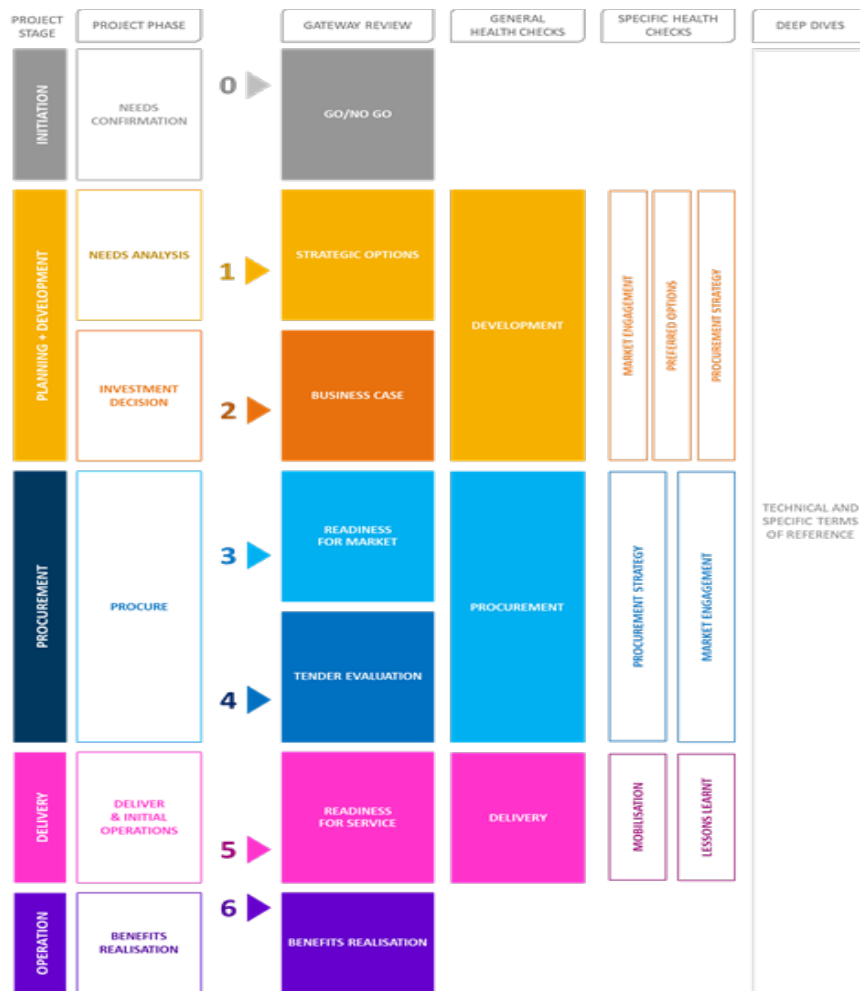 PROJECT
STAGE
PROJECT PHASE
GATEWAY REVIEW
GENERAL
HEALTH CHECKS
SPECIFIC HEALTH
CHECKS
DEEP DIVES
INITIATION
NEEDS
CONFIRMATION
0
GO/NO GO
PLANNING + DEVELOPMENT
NEEDS ANALYSIS
1
STRATEGIC OPTIONS
DEVELOPMENT
MARKET ENGAGEMENT
PREFERRED OPTIONS
PROCUREMENT STRATEGY
INVESTMENT
DECISION
2
BUSINESS CASE
PROCUREMENT
PROCURE
3
READINESS
FOR MARKET
PROCUREMENT
PROCUREMENT STRATEGY
MARKET ENGAGEMENT
TECHNICAL AND
SPECIFIC TERMS
OF REFERENCE
4
TENDER EVALUATION
DELIVERY
DELIVER
& INITIAL
OPERATIONS
5
READINESS
FOR SERVICE
DELIVERY
MOBILISATION
LESSONS LEARNT
OPERATION
BENEFITS
REALISATION
6
BENEFITS REALISATION